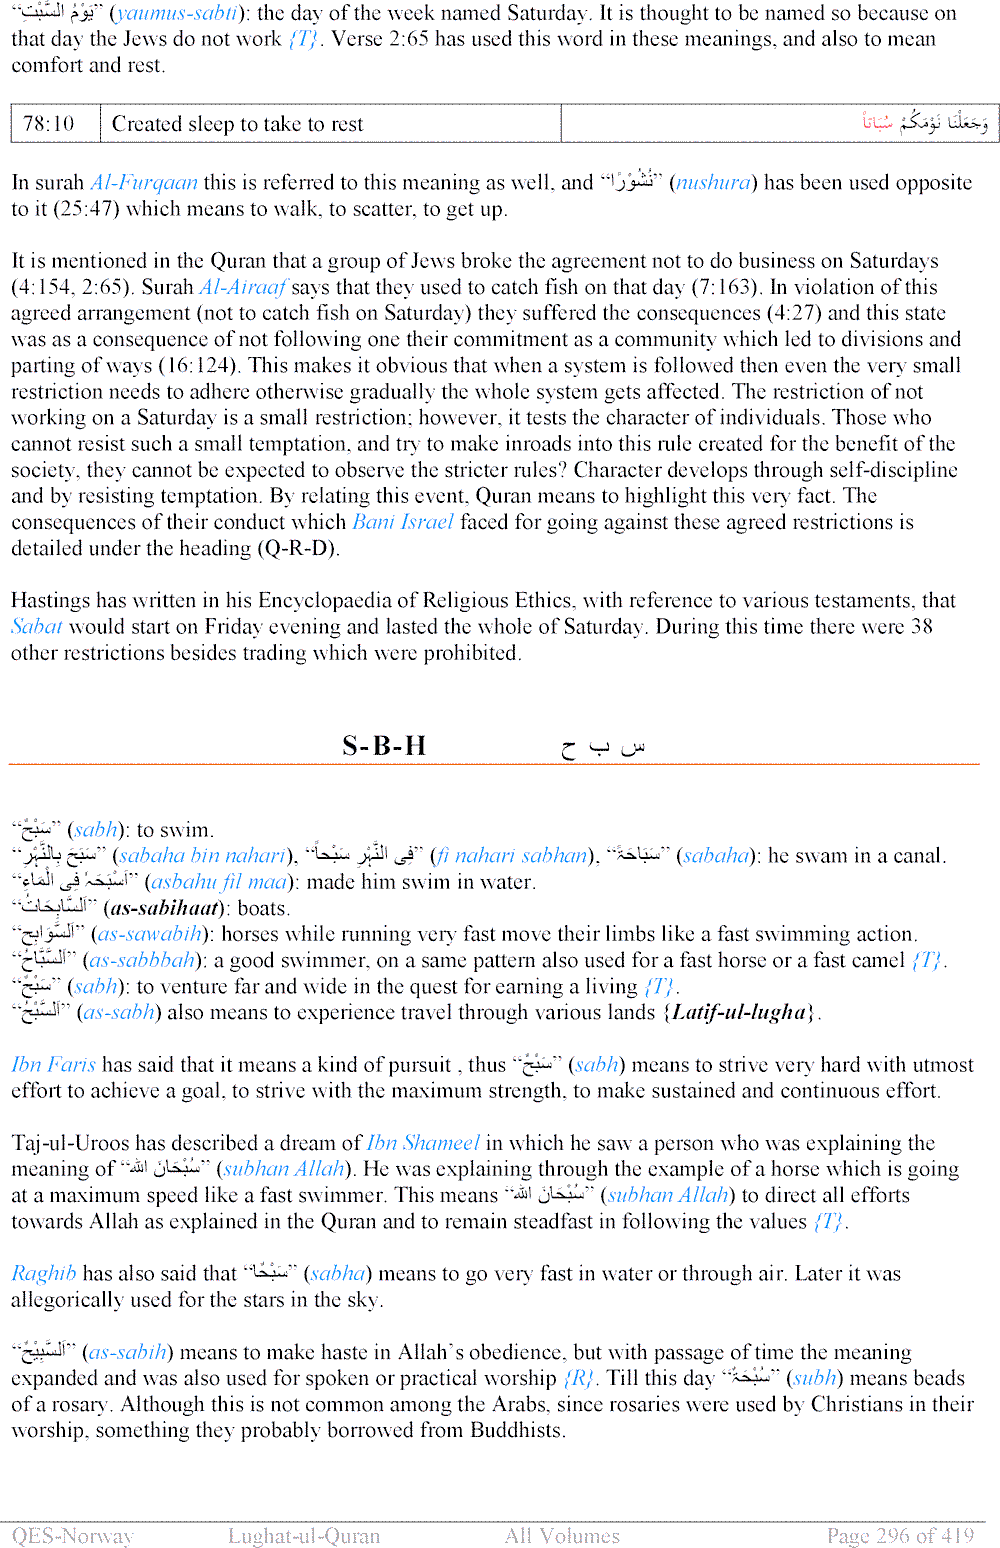 “يَوْمُ السَّبْتِ” (yaumus-sabti): the day of the week named Saturday. It is thought to be named so because on
that day the Jews do not work {T}. Verse 2:65 has used this word in these meanings, and also to mean
comfort and rest.
78:10 Created sleep to take to rest وَجَعَلْنَا نَوْمَكُمْ سُبَاتاً
In surah Al-Furqaan this is referred to this meaning as well, and “نُشُوْرًا” (nushura) has been used opposite
to it (25:47) which means to walk, to scatter, to get up.
It is mentioned in the Quran that a group of Jews broke the agreement not to do business on Saturdays
(4:154, 2:65). Surah Al-Airaaf says that they used to catch fish on that day (7:163). In violation of this
agreed arrangement (not to catch fish on Saturday) they suffered the consequences (4:27) and this state
was as a consequence of not following one their commitment as a community which led to divisions and
parting of ways (16:124). This makes it obvious that when a system is followed then even the very small
restriction needs to adhere otherwise gradually the whole system gets affected. The restriction of not
working on a Saturday is a small restriction; however, it tests the character of individuals. Those who
cannot resist such a small temptation, and try to make inroads into this rule created for the benefit of the
society, they cannot be expected to observe the stricter rules? Character develops through self-discipline
and by resisting temptation. By relating this event, Quran means to highlight this very fact. The
consequences of their conduct which Bani Israel faced for going against these agreed restrictions is
detailed under the heading (Q-R-D).
Hastings has written in his Encyclopaedia of Religious Ethics, with reference to various testaments, that
Sabat would start on Friday evening and lasted the whole of Saturday. During this time there were 38
other restrictions besides trading which were prohibited.
S-B-H س ب ح
“سَبْحٌ” (sabh): to swim.
“سَبَحَ بِالنَّهْرِ” (sabaha bin nahari), “فِی النَّهْرِ سَبْحاً” (fi nahari sabhan), “سَبَاحَۃً” (sabaha): he swam in a canal.
“اَسْبَحَہُ فِی الْمَاءِ” (asbahu fil maa): made him swim in water.
“اَلسَّابِحَاتُ” (as-sabihaat): boats.
“اَلسَّوَابِحُ” (as-sawabih): horses while running very fast move their limbs like a fast swimming action.
“اَلسَّبَّاحُ” (as-sabbbah): a good swimmer, on a same pattern also used for a fast horse or a fast camel {T}.
“سَبْحٌ” (sabh): to venture far and wide in the quest for earning a living {T}.
“اَلسَّبْحُ” (as-sabh) also means to experience travel through various lands {Latif-ul-lugha}.
Ibn Faris has said that it means a kind of pursuit , thus “سَبْحٌ” (sabh) means to strive very hard with utmost
effort to achieve a goal, to strive with the maximum strength, to make sustained and continuous effort.
Taj-ul-Uroos has described a dream of Ibn Shameel in which he saw a person who was explaining the
meaning of “سُبْحَانَ اللہ” (subhan Allah). He was explaining through the example of a horse which is going
at a maximum speed like a fast swimmer. This means “سُبْحَانَ اللہ” (subhan Allah) to direct all efforts
towards Allah as explained in the Quran and to remain steadfast in following the values {T}.
Raghib has also said that “سَبْحًا” (sabha) means to go very fast in water or through air. Later it was
allegorically used for the stars in the sky.
“اَلسَّبِيْحُ” (as-sabih) means to make haste in Allah’s obedience, but with passage of time the meaning
expanded and was also used for spoken or practical worship {R}. Till this day “سُبْحَۃٌ” (subh) means beads
of a rosary. Although this is not common among the Arabs, since rosaries were used by Christians in their
worship, something they probably borrowed from Buddhists.
QES-Norway Lughat-ul-Quran All Volumes Page 296 of 419